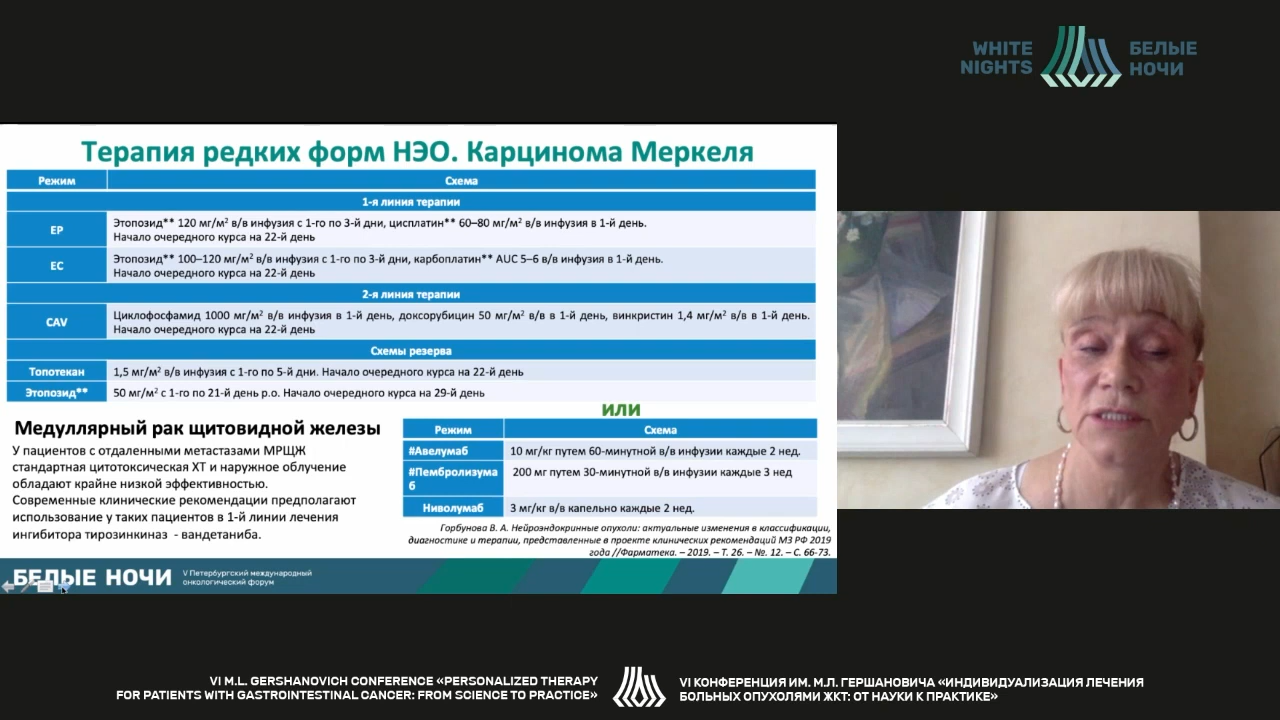 WHITE
NIGHTS
БЕЛЫЕ
НОЧИ
Терапия редких форм НЭО. Карцинома Меркеля
Режим Схема
1-я линия терапии
EP Этопозид** 120 мг/м² в/в инфузия с 1-го по 3-й дни, цисплатин** 60–80 мг/м² в/в инфузия в 1-й день.
Начало очередного курса на 22-й день
EC Этопозид** 100–120 мг/м² в/в инфузия с 1-го по 3-й дни, карбоплатин** AUC 5–6 в/в инфузия в 1-й день.
Начало очередного курса на 22-й день
2-я линия терапии
CAV Циклофосфамид 1000 мг/м² в/в инфузия в 1-й день, доксорубицин 50 мг/м² в/в в 1-й день, винкристин 1,4 мг/м² в/в в 1-й день.
Начало очередного курса на 22-й день
Схемы резерва
Топотекан 1,5 мг/м² в/в инфузия с 1-го по 5-й дни. Начало очередного курса на 22-й день
Этопозид** 50 мг/м² с 1-го по 21-й день p.o. Начало очередного курса на 29-й день
или
Медуллярный рак щитовидной железы
У пациентов с отдаленными метастазами МРЩЖ
стандартная цитотоксическая ХТ и наружное облучение
обладают крайне низкой эффективностью.
Современные клинические рекомендации предполагают
использование у таких пациентов в 1-й линии лечения
ингибитора тирозинкиназ - вандетаниба.
Режим Схема
#Авелумаб 10 мг/кг путем 60-минутной в/в инфузии каждые 2 нед.
#Пембролизума
б 200 мг путем 30-минутной в/в инфузии каждые 3 нед
Ниволумаб 3 мг/кг в/в капельно каждые 2 нед.
Горбунова В. А. Нейроэндокринные опухоли: актуальные изменения в классификации,
диагностике и терапии, представленные в проекте клинических рекомендаций МЗ РФ 2019
года //Фарматека. – 2019. – Т. 26. – №. 12. – С. 66-73.
БЕЛЫЕ НОЧИ
V Петербургский международный
онкологический форум
VI M.L. GERSHANOVICH CONFERENCE «PERSONALIZED THERAPY
FOR PATIENTS WITH GASTROINTESTINAL CANCER: FROM SCIENCE TO PRACTICE»
VI КОНФЕРЕНЦИЯ ИМ. М.Л. ГЕРШАНОВИЧА «ИНДИВИДУАЛИЗАЦИЯ ЛЕЧЕНИЯ
БОЛЬНЫХ ОПУХОЛЯМИ ЖКТ: ОТ НАУКИ К ПРАКТИКЕ»